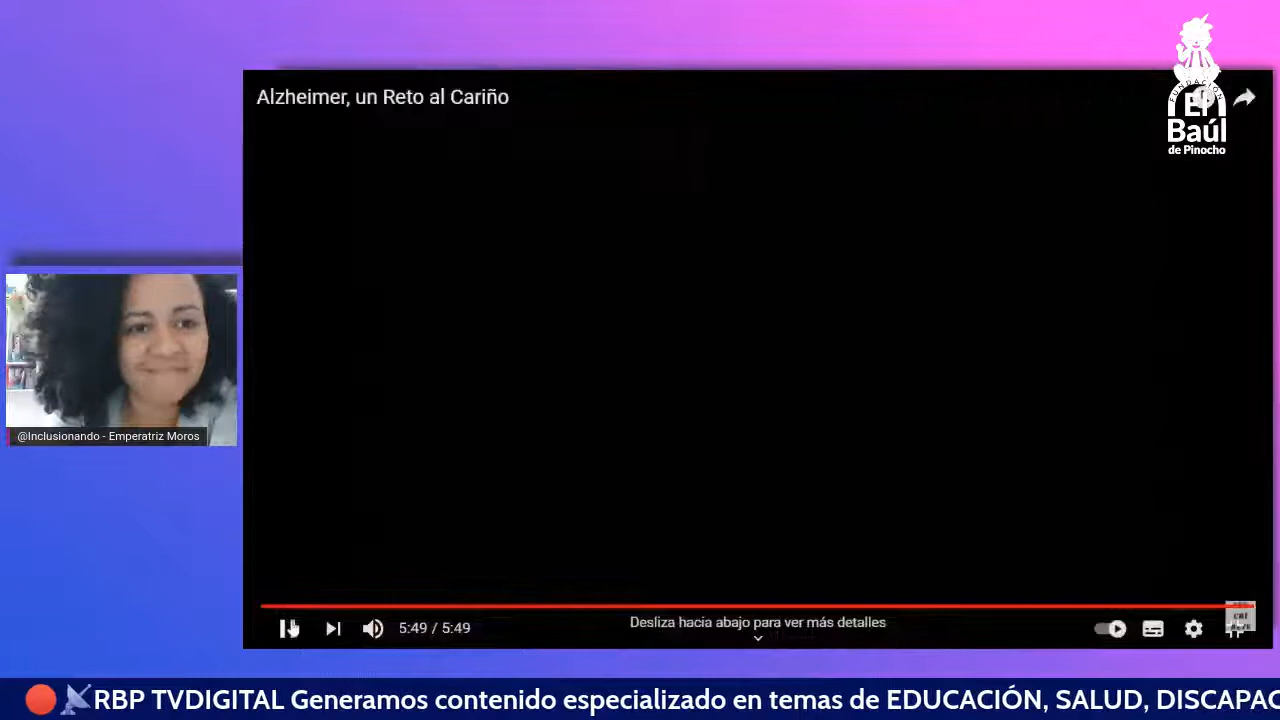 Alzheimer, un Reto al Cariño
FUNDACIÓN
El
Baúl
de Pinocho
@Inclusionando - Emperatriz Moros
5:49 / 5:49
Desliza hacia abajo para ver más detalles
RBP TVDIGITAL Generamos contenido especializado en temas de EDUCACIÓN, SALUD, DISCAPAC